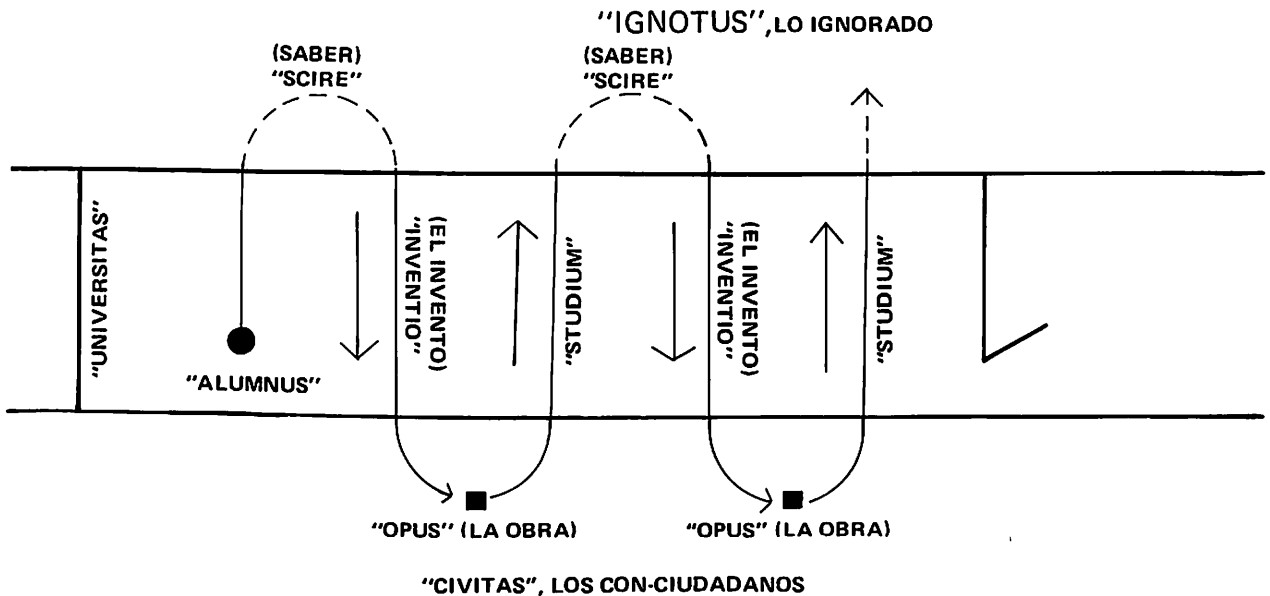 "IGNOTUS", LO IGNORADO
(SABER)
"SCIRE"
(SABER)
"SCIRE"
"UNIVERSITAS"
"ALUMNUS"
(EL INVENTO)
"INVENTIO"
"STUDIUM"
(EL INVENTO)
"INVENTIO"
"STUDIUM"
"OPUS" (LA OBRA)
"OPUS" (LA OBRA)
"CIVITAS", LOS CON-CIUDADANOS